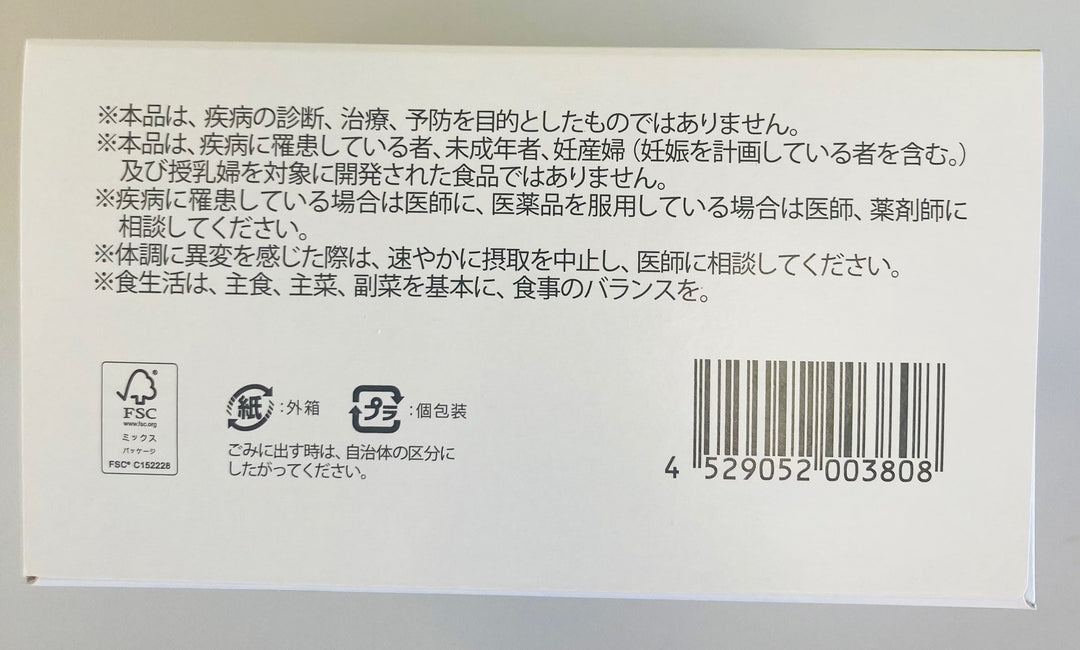 ※本品は、疾病の診断、治療、予防を目的としたものではありません。
※本品は、疾病に罹患している者、未成年者、妊産婦（妊娠を計画している者を含む。）
及び授乳婦を対象に開発された食品ではありません。
※疾病に罹患している場合は医師に、医薬品を服用している場合は医師、薬剤師に
相談してください。
※体調に異変を感じた際は、速やかに摂取を中止し、医師に相談してください。
※食生活は、主食、主菜、副菜を基本に、食事のバランスを。
FSC
www.fsc.org
ミックス
パッケージ
FSC® C152228
紙:外箱
プラ:個包装
ごみに出す時は、自治体の区分に
したがってください。
4 529052 003808